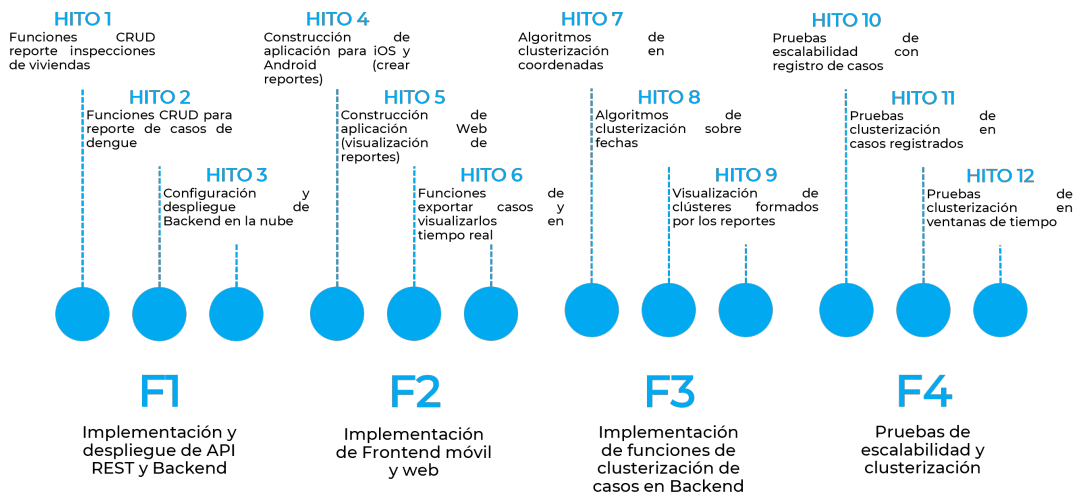 HITO 1
Funciones CRUD
reporte inspecciones
de viviendas
HITO 2
Funciones CRUD para
reporte de casos de
dengue
HITO 3
Configuración y
despliegue de
Backend en la nube
HITO 4
Construcción de
aplicación para iOS y
Android (crear
reportes)
HITO 5
Construcción de
aplicación Web
(visualización de
reportes)
HITO 6
Funciones de
exportar casos y
visualizarlos en
tiempo real
HITO 7
Algoritmos de
clusterización en
coordenadas
HITO 8
Algoritmos de
clusterización sobre
fechas
HITO 9
Visualización de
clústeres formados
por los reportes
HITO 10
Pruebas de
escalabilidad con
registro de casos
HITO 11
Pruebas de
clusterización en
casos registrados
HITO 12
Pruebas de
clusterización en
ventanas de tiempo
F1
Implementación y
despliegue de API
REST y Backend
F2
Implementación
de Frontend móvil
y web
F3
Implementación
de funciones de
clusterización de
casos en Backend
F4
Pruebas de
escalabilidad y
clusterización